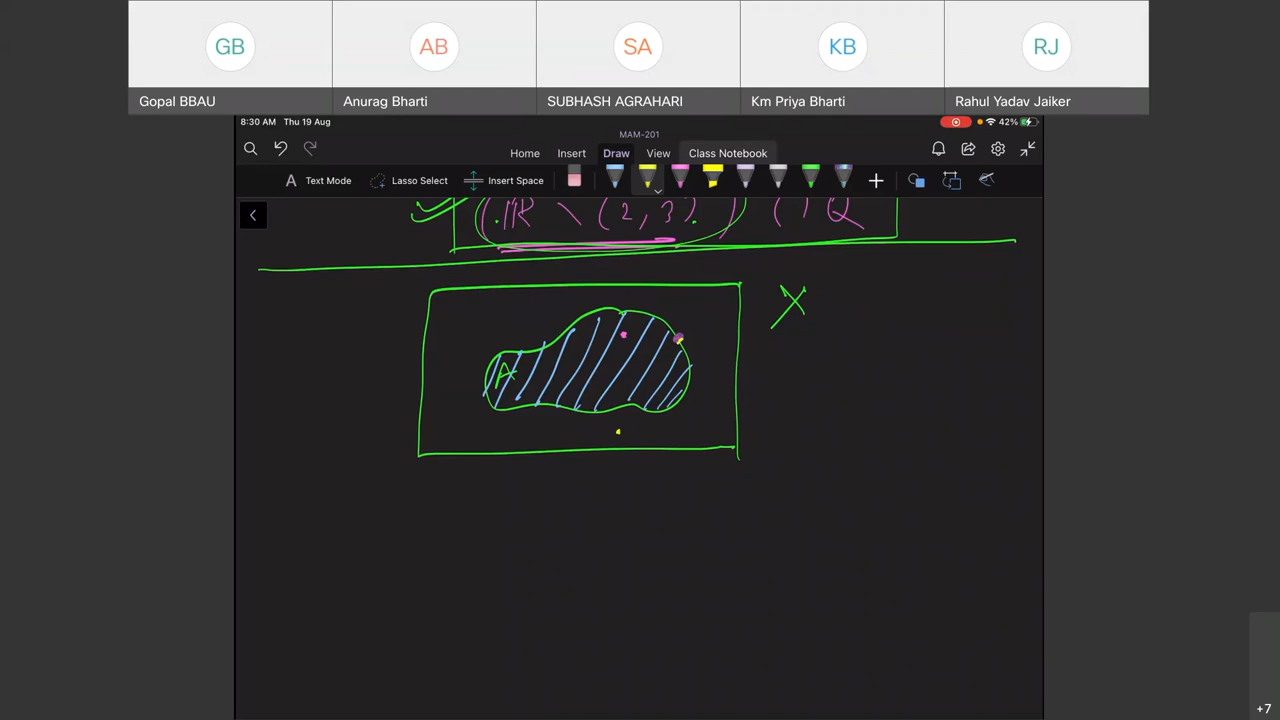 GB AB SA KB RJ
Gopal BBAU Anurag Bharti SUBHASH AGRAHARI Km Priya Bharti Rahul Yadav Jaiker
8:30 AM Thu 19 Aug 42%
MAM-201
Home Insert Draw View Class Notebook
A Text Mode Lasso Select Insert Space
(ℝ \ (2, 3)) ∩ Q
X
A
+7